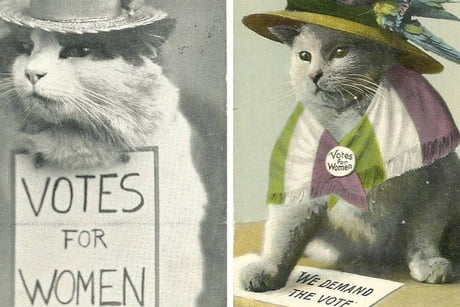 VOTES
FOR
WOMEN
Votes
For
Women
WE DEMAND
THE VOTE